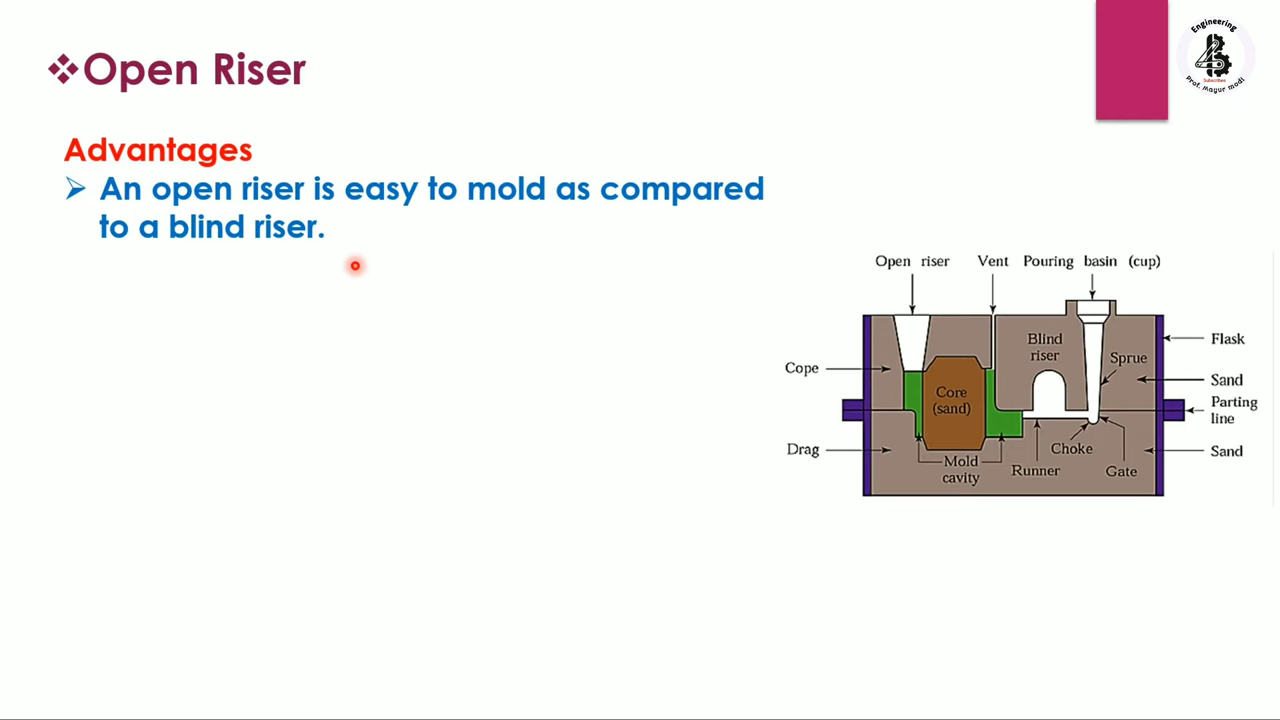 ❖Open Riser
Engineering
4
Subscribes
Prof. Mayur modi
Advantages
➢ An open riser is easy to mold as compared
to a blind riser.
Open riser
Vent
Pouring basin (cup)
Blind
riser
Flask
Sprue
Cope
Core
(sand)
Sand
Parting
line
Drag
Mold
cavity
Choke
Runner
Gate
Sand